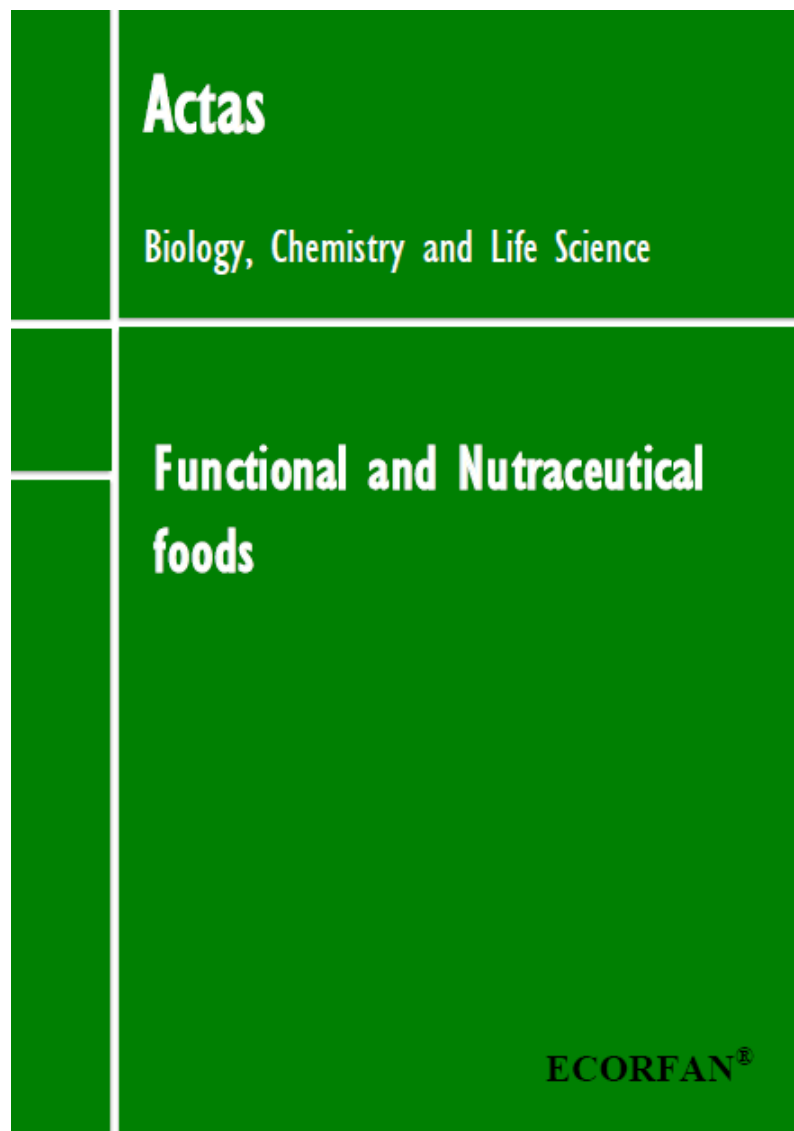 Actas
Biology, Chemistry and Life Science
Functional and Nutraceutical
foods
ECORFAN®